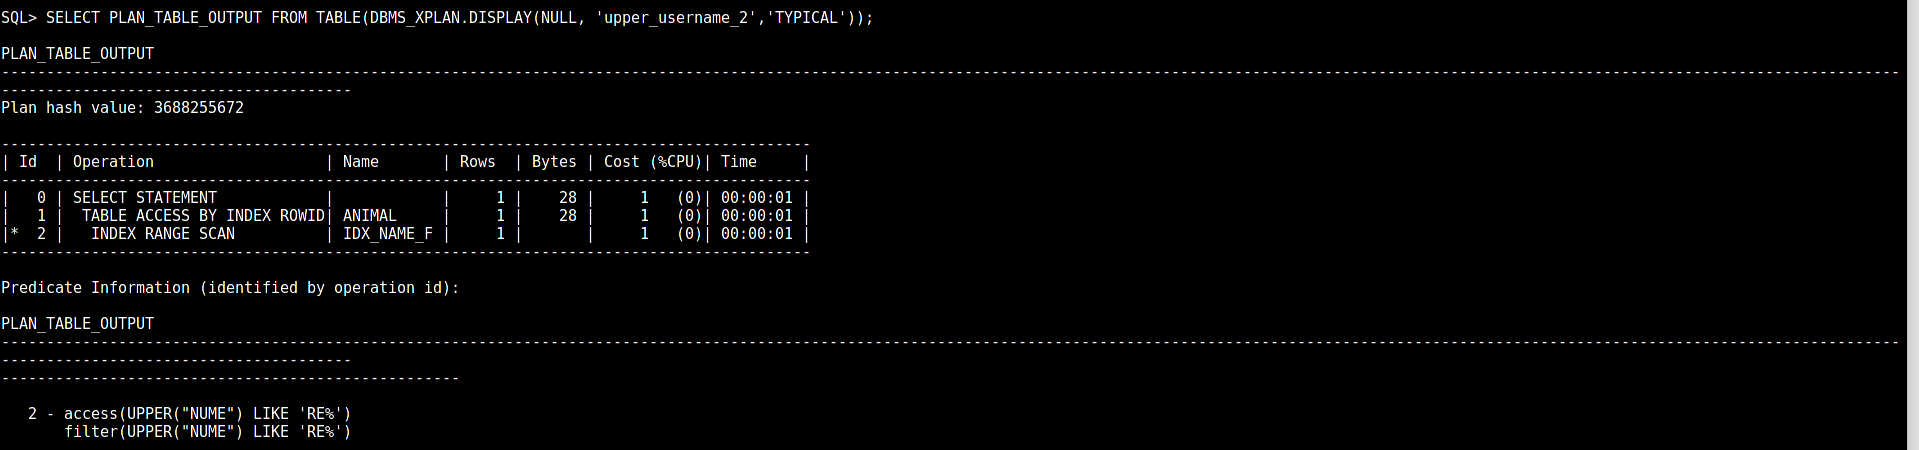 SQL> SELECT PLAN_TABLE_OUTPUT FROM TABLE(DBMS_XPLAN.DISPLAY(NULL, 'upper_username_2','TYPICAL'));
PLAN_TABLE_OUTPUT
--------------------------------------------------------------------------------------------------------------------------------------------------------------------------------------------------------------------
---------------------------------------
Plan hash value: 3688255672
------------------------------------------------------------------------------------------
| Id  | Operation                   | Name       | Rows  | Bytes | Cost (%CPU)| Time     |
------------------------------------------------------------------------------------------
|   0 | SELECT STATEMENT            |            |     1 |    28 |     1   (0)| 00:00:01 |
|   1 |  TABLE ACCESS BY INDEX ROWID| ANIMAL     |     1 |    28 |     1   (0)| 00:00:01 |
|*  2 |   INDEX RANGE SCAN          | IDX_NAME_F |     1 |       |     1   (0)| 00:00:01 |
------------------------------------------------------------------------------------------
Predicate Information (identified by operation id):
PLAN_TABLE_OUTPUT
--------------------------------------------------------------------------------------------------------------------------------------------------------------------------------------------------------------------
---------------------------------------
---------------------------------------------------
   2 - access(UPPER("NUME") LIKE 'RE%')
       filter(UPPER("NUME") LIKE 'RE%')